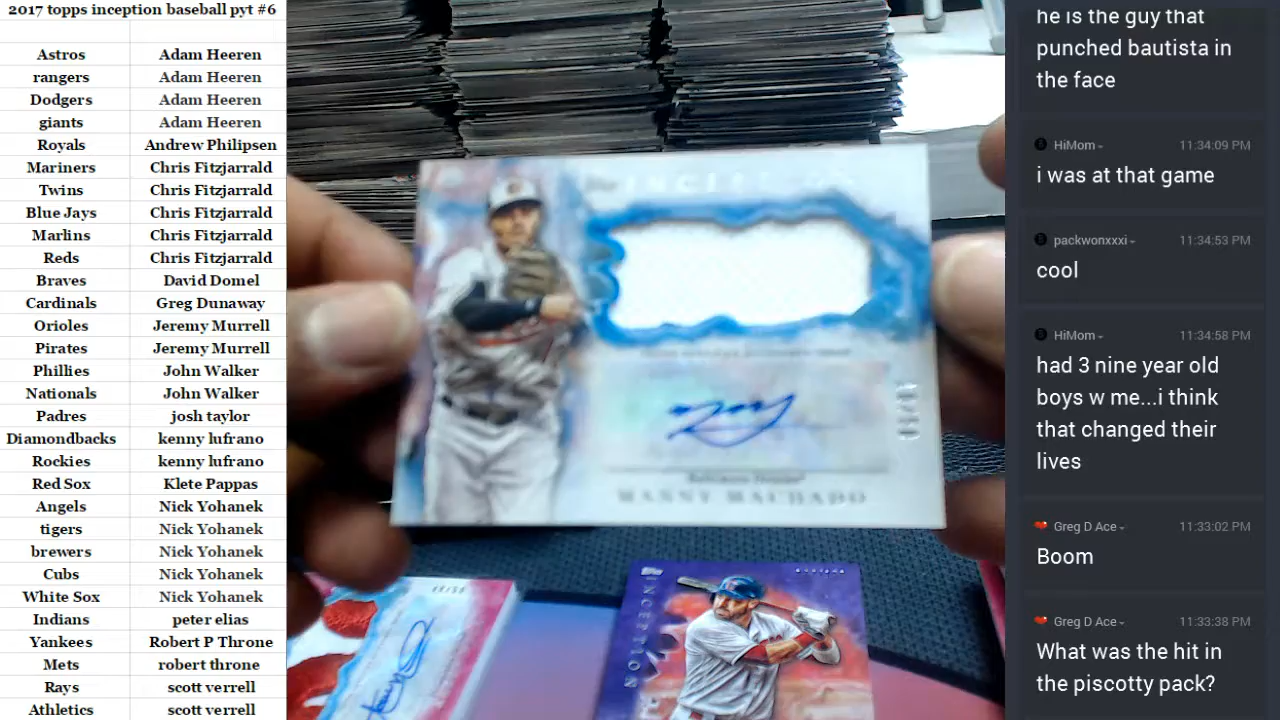 2017 topps inception baseball pyt #6
Astros Adam Heeren
rangers Adam Heeren
Dodgers Adam Heeren
giants Adam Heeren
Royals Andrew Philipsen
Mariners Chris Fitzjarrald
Twins Chris Fitzjarrald
Blue Jays Chris Fitzjarrald
Marlins Chris Fitzjarrald
Reds Chris Fitzjarrald
Braves David Domel
Cardinals Greg Dunaway
Orioles Jeremy Murrell
Pirates Jeremy Murrell
Phillies John Walker
Nationals John Walker
Padres josh taylor
Diamondbacks kenny lufrano
Rockies kenny lufrano
Red Sox Klete Pappas
Angels Nick Yohanek
tigers Nick Yohanek
brewers Nick Yohanek
Cubs Nick Yohanek
White Sox Nick Yohanek
Indians peter elias
Yankees Robert P Throne
Mets robert throne
Rays scott verrell
Athletics scott verrell
INCEPTION
MANNY MACHADO
INCEPTION
he is the guy that
punched bautista in
the face
HiMom 11:34:09 PM
i was at that game
packwonxxxi 11:34:53 PM
cool
HiMom 11:34:58 PM
had 3 nine year old
boys w me...i think
that changed their
lives
Greg D Ace 11:33:02 PM
Boom
Greg D Ace 11:33:38 PM
What was the hit in
the piscotty pack?